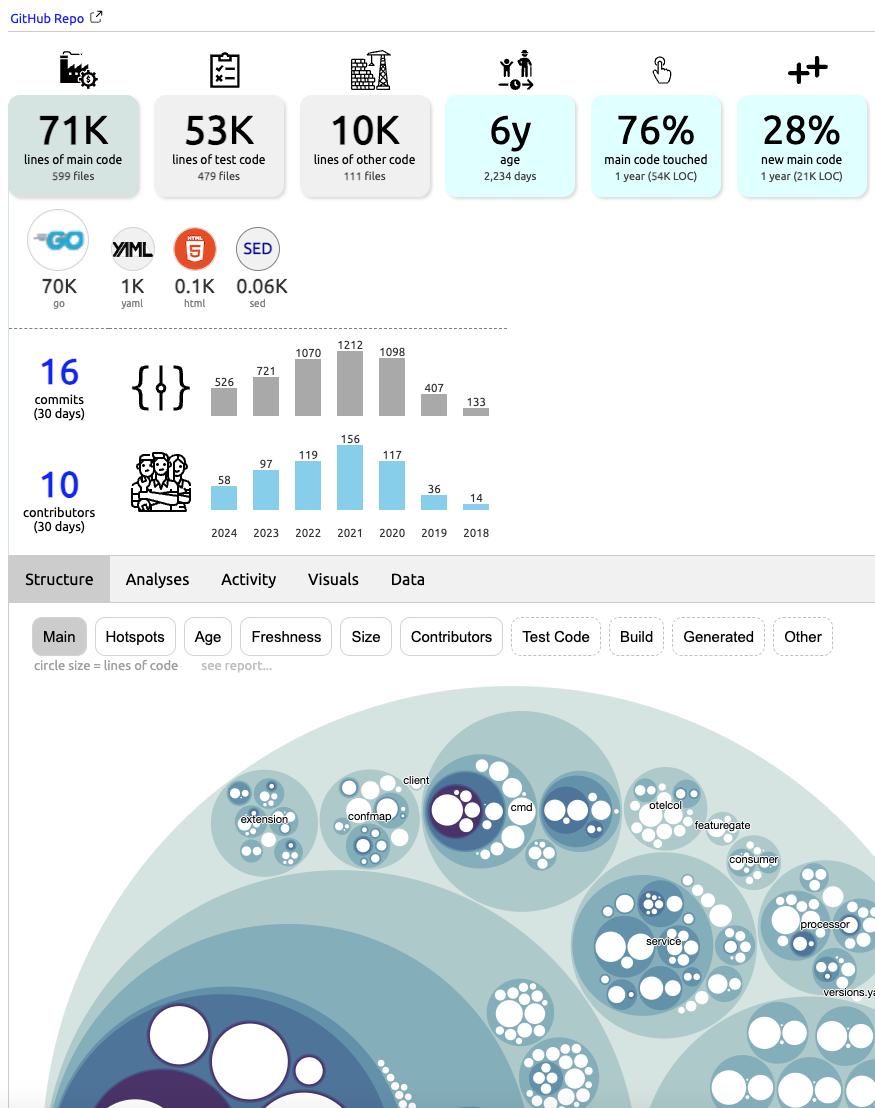 GitHub Repo
71K
lines of main code
599 files
53K
lines of test code
479 files
10K
lines of other code
111 files
6y
age
2,234 days
76%
main code touched
1 year (54K LOC)
28%
new main code
1 year (21K LOC)
GO
YAML
HTML
5
SED
70K
1K
0.1K
0.06K
go
yaml
html
sed
16
commits
(30 days)
526
721
1070
1212
1098
407
133
10
contributors
(30 days)
58
97
119
156
117
36
14
2024
2023
2022
2021
2020
2019
2018
Structure
Analyses
Activity
Visuals
Data
Main
Hotspots
Age
Freshness
Size
Contributors
Test Code
Build
Generated
Other
circle size = lines of code
see report...
client
extension
confmap
cmd
otelcol
featuregate
consumer
processor
service
versions.ya